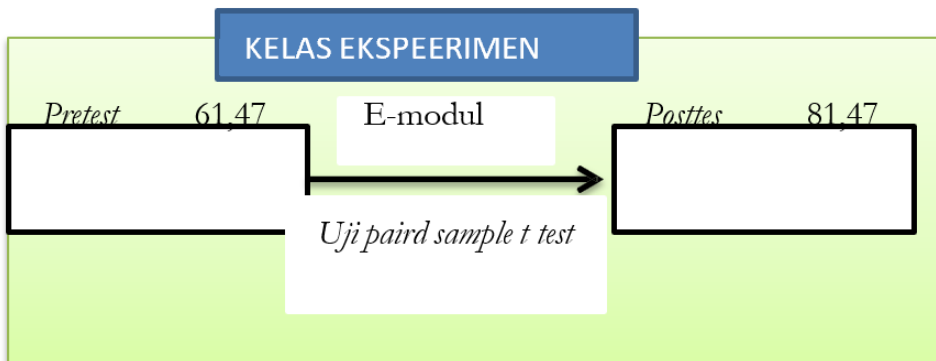 KELAS EKSPEERIMEN
Pretest 61,47 E-modul Posttes 81,47
Uji paird sample t test